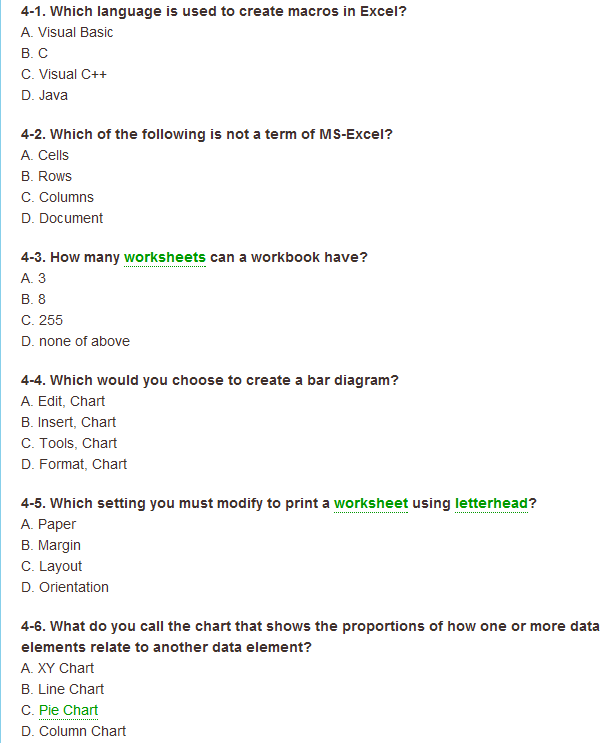 4-1. Which language is used to create macros in Excel?
A. Visual Basic
B. C
C. Visual C++
D. Java
4-2. Which of the following is not a term of MS-Excel?
A. Cells
B. Rows
C. Columns
D. Document
4-3. How many worksheets can a workbook have?
A. 3
B. 8
C. 255
D. none of above
4-4. Which would you choose to create a bar diagram?
A. Edit, Chart
B. Insert, Chart
C. Tools, Chart
D. Format, Chart
4-5. Which setting you must modify to print a worksheet using letterhead?
A. Paper
B. Margin
C. Layout
D. Orientation
4-6. What do you call the chart that shows the proportions of how one or more data
elements relate to another data element?
A. XY Chart
B. Line Chart
C. Pie Chart
D. Column Chart